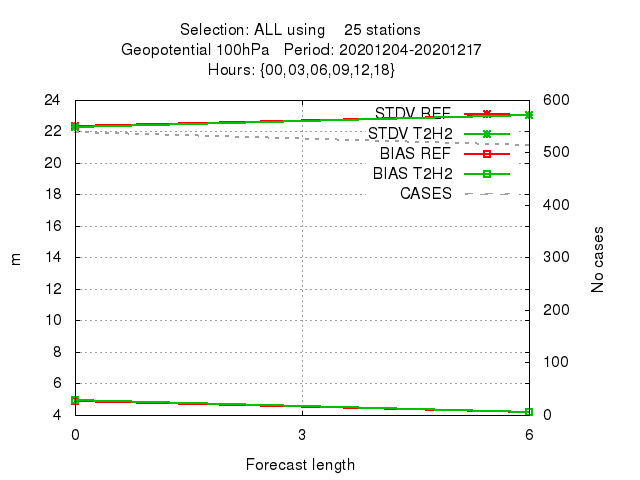 Selection: ALL using 25 stations
Geopotential 100hPa Period: 20201204-20201217
Hours: {00,03,06,09,12,18}
24
22
20
18
16
14
12
10
8
6
4
m
600
500
400
300
200
100
0
No cases
STDV REF
STDV T2H2
BIAS REF
BIAS T2H2
CASES
0 3 6
Forecast length